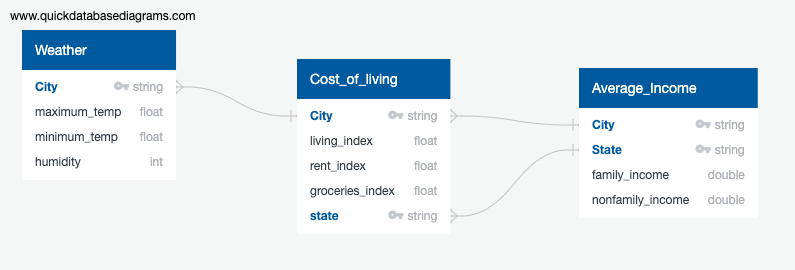 www.quickdatabasediagrams.com
Weather
City string
maximum_temp float
minimum_temp float
humidity int
Cost_of_living
City string
living_index float
rent_index float
groceries_index float
state string
Average_Income
City string
State string
family_income double
nonfamily_income double